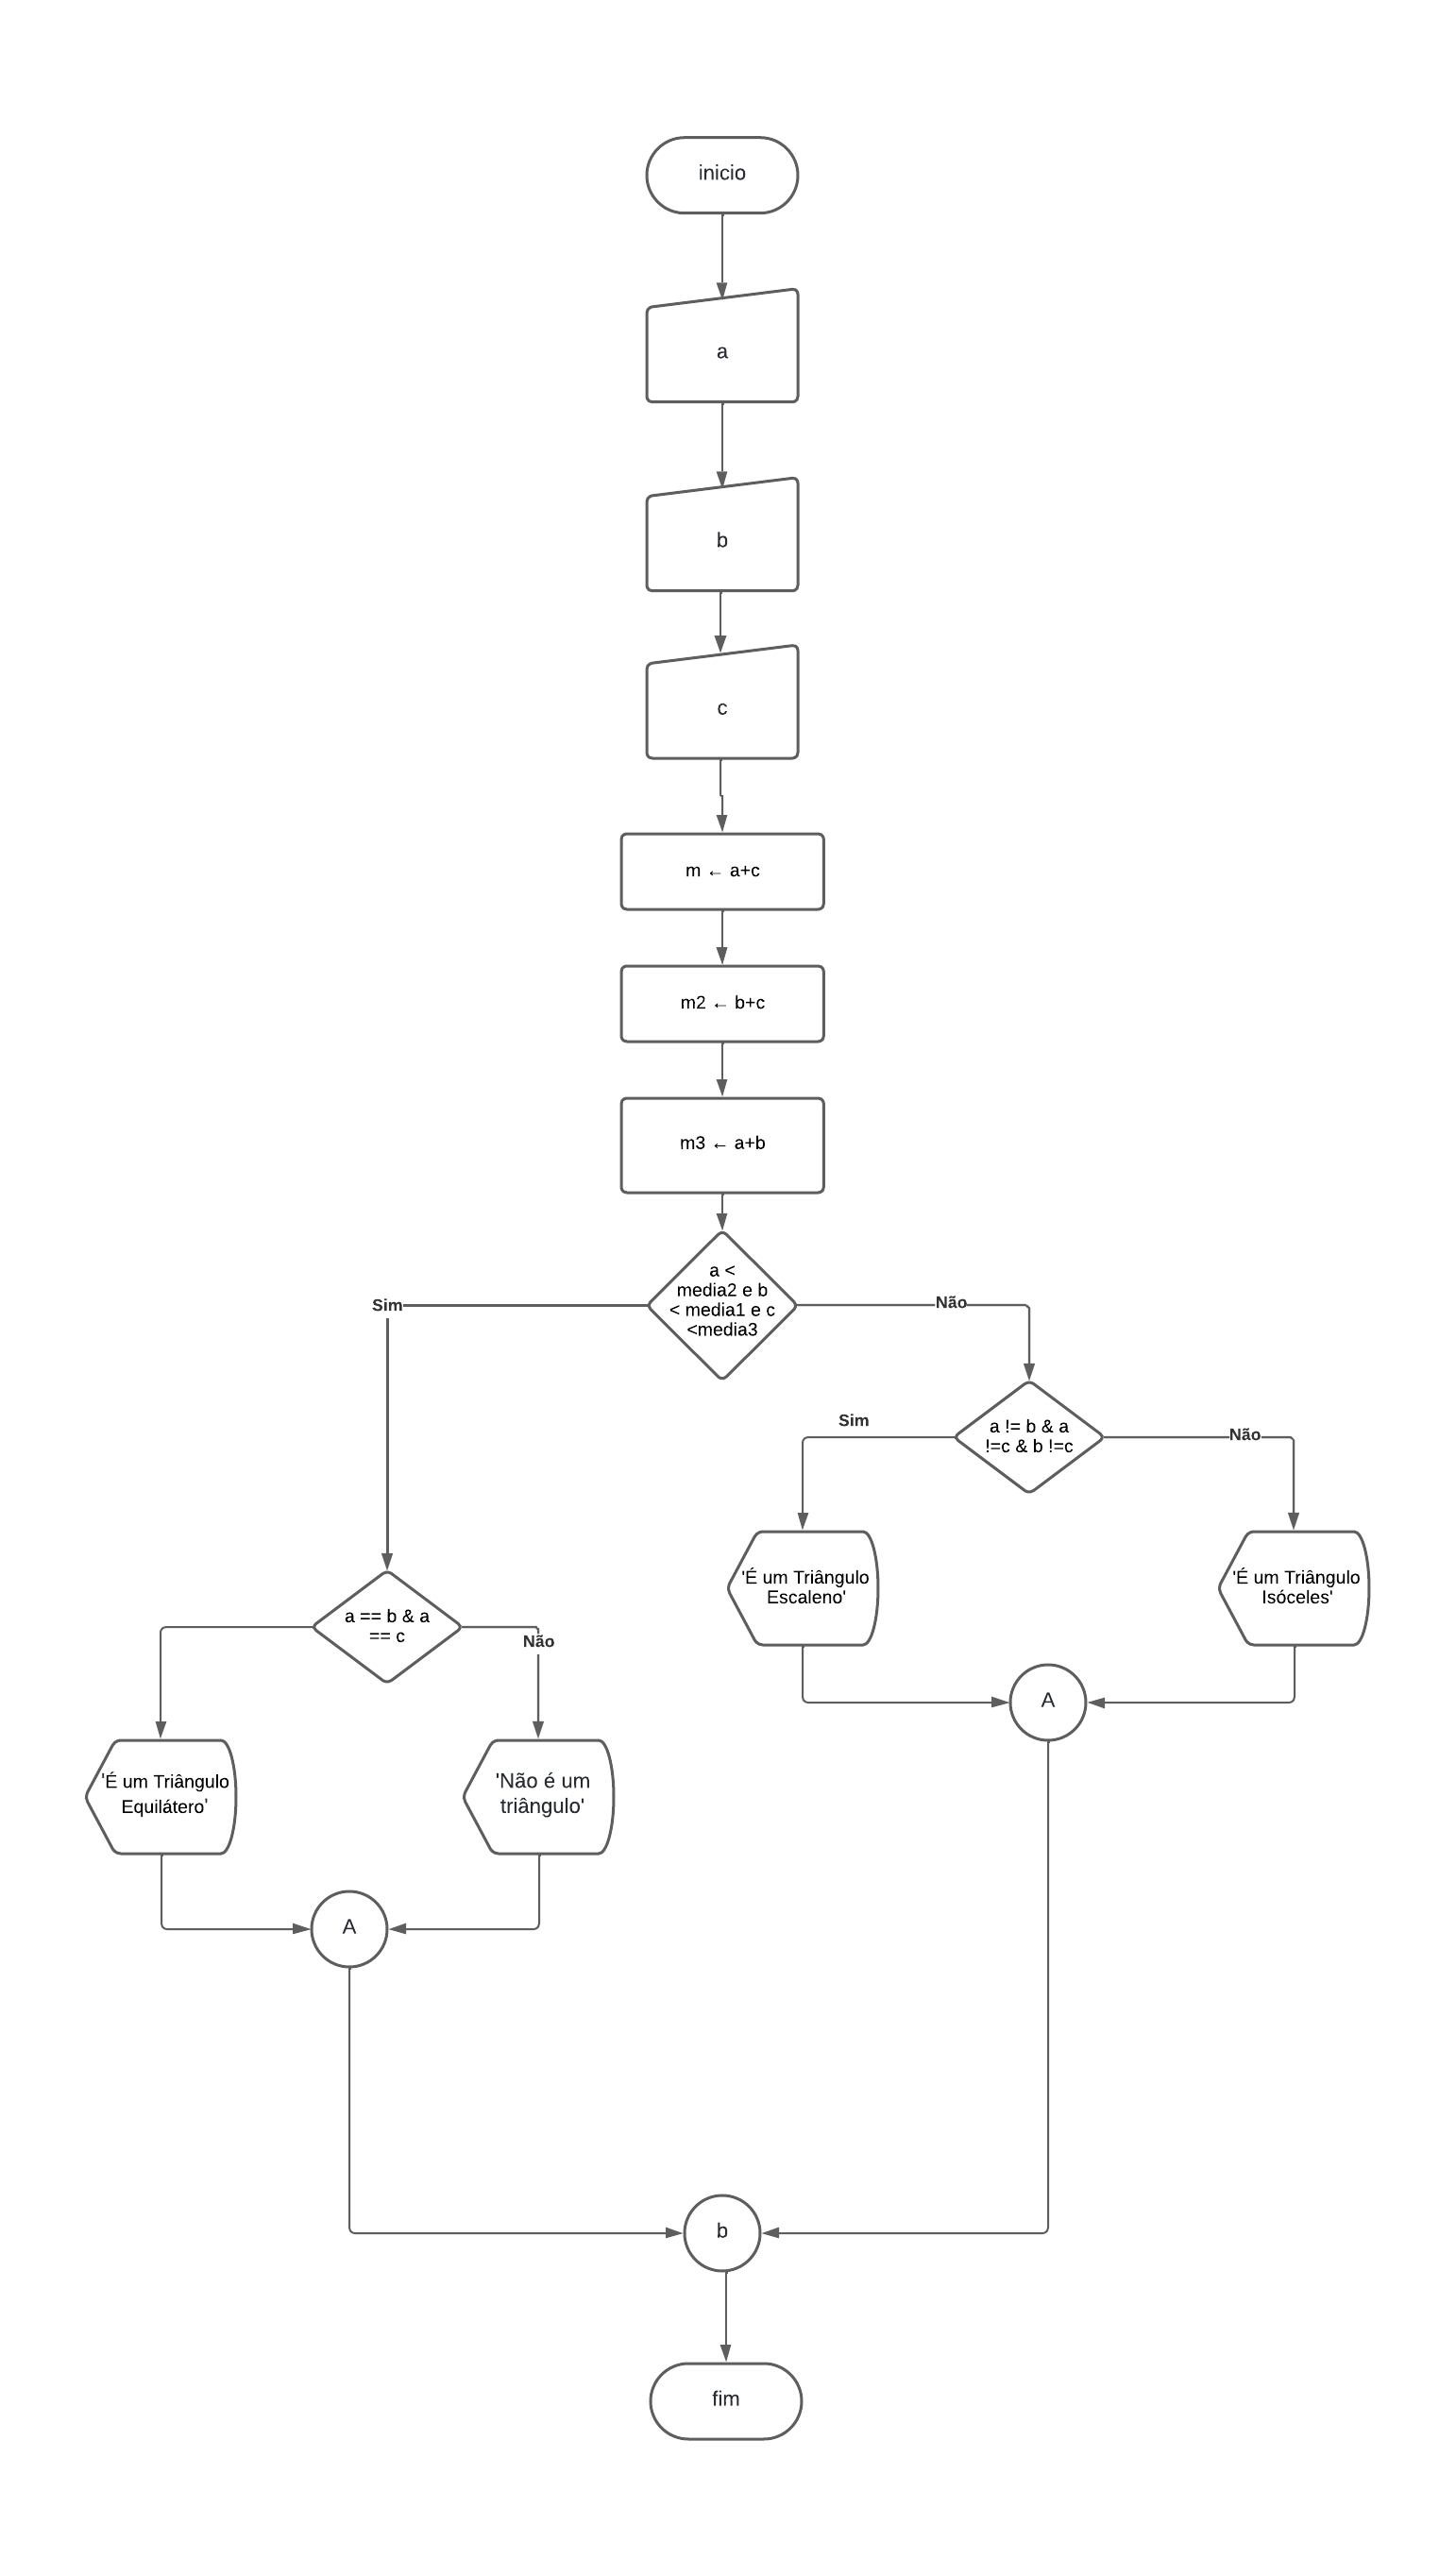 inicio
a
b
c
m ← a+c
m2 ← b+c
m3 ← a+b
a <
media2 e b
< media1 e c
<media3
Sim
Não
a != b & a
!=c & b !=c
Sim
Não
'É um Triângulo
Escaleno'
'É um Triângulo
Isóceles'
A
a == b & a
== c
Não
'É um Triângulo
Equilátero'
'Não é um
triângulo'
A
b
fim